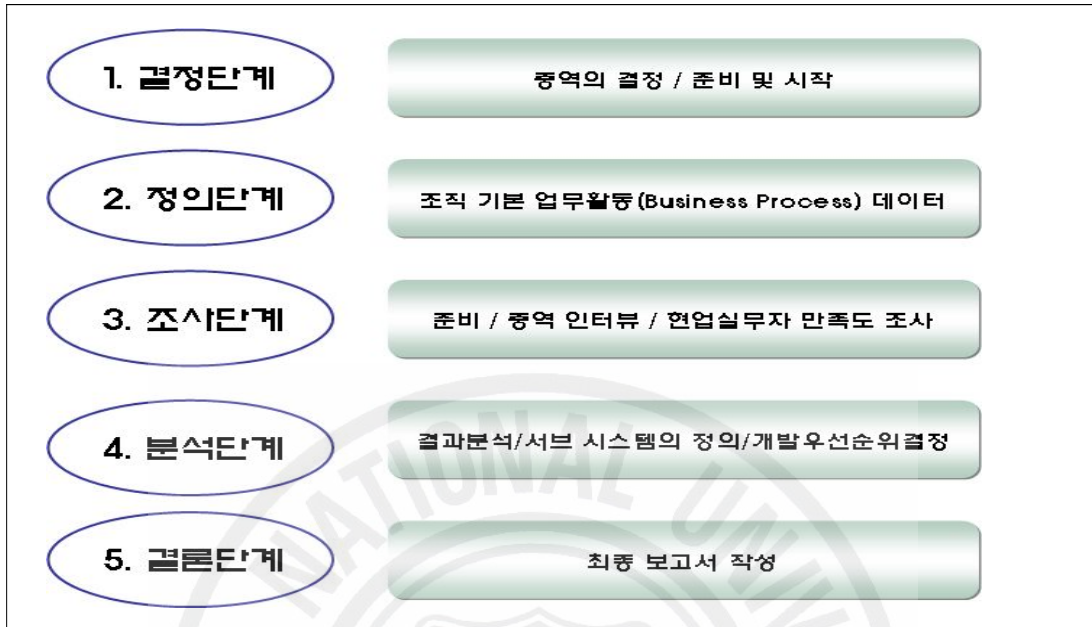 1. 결정단계
중역의 결정 / 준비 및 시작
2. 정의단계
조직 기본 업무활동(Business Process) 데이터
3. 조사단계
준비 / 중역 인터뷰 / 현업실무자 만족도 조사
4. 분석단계
결과분석/서브 시스템의 정의/개발우선순위결정
5. 결론단계
최종 보고서 작성
NATIONAL UNIV